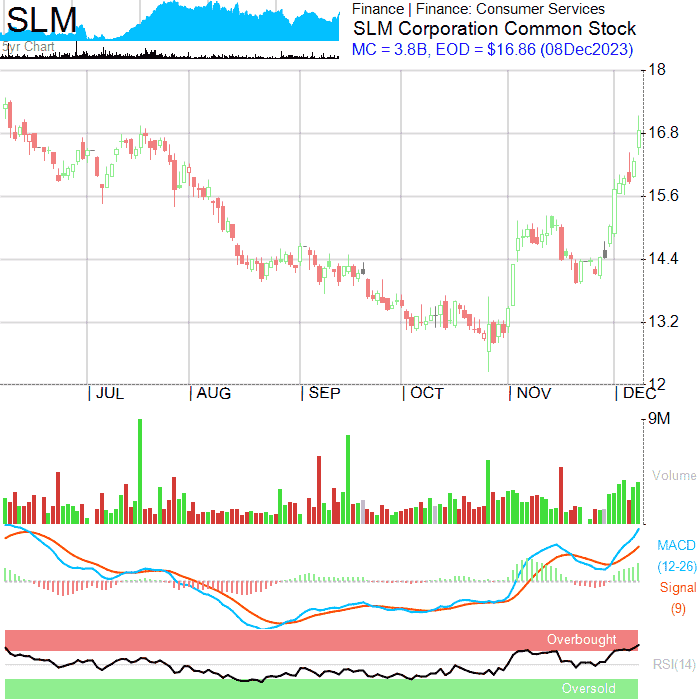 SLM
5yr Chart
Finance | Finance: Consumer Services
SLM Corporation Common Stock
MC = 3.8B, EOD = $16.86 (08Dec2023)
18
16.8
15.6
14.4
13.2
12
| JUL | AUG | SEP | OCT | NOV | DEC
9M
Volume
MACD
(12-26)
Signal
(9)
Overbought
RSI(14)
Oversold